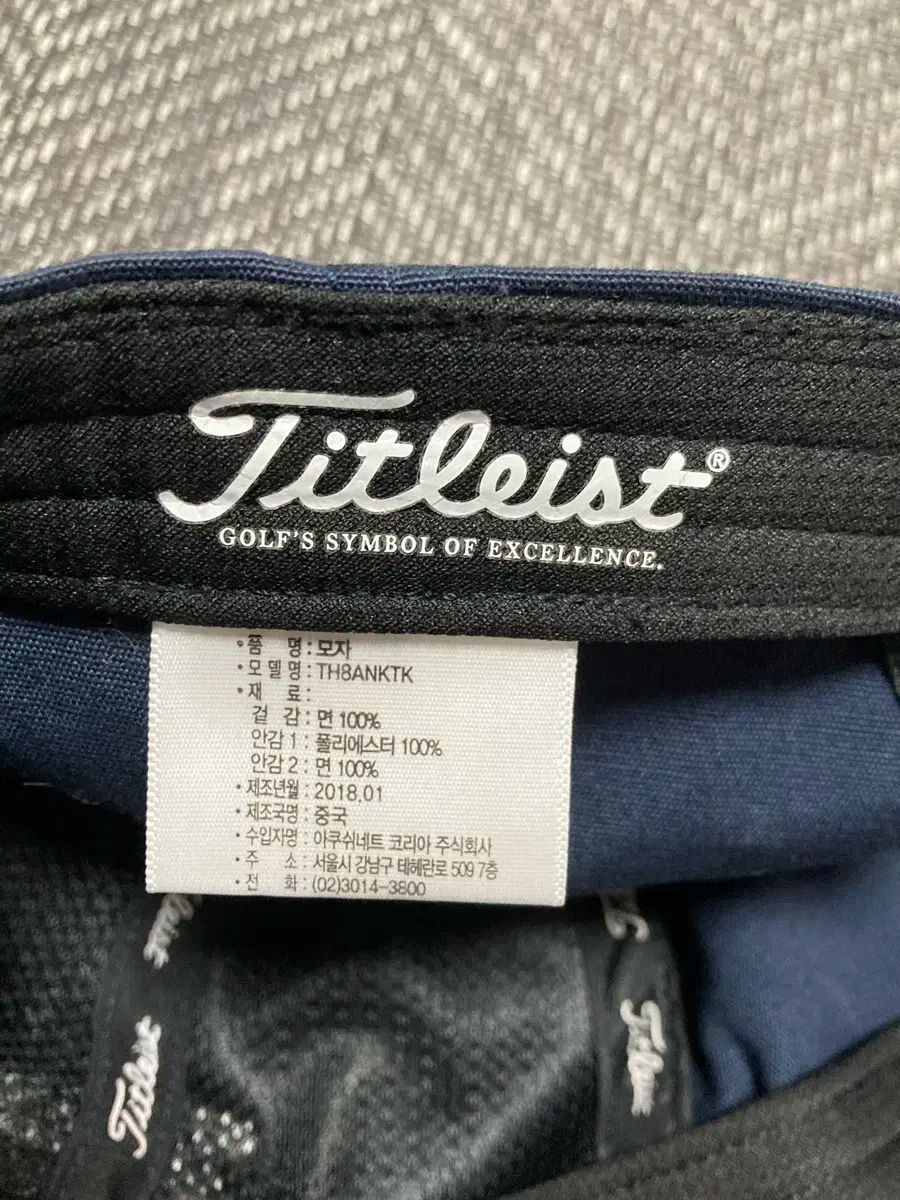 Titleist®
GOLF'S SYMBOL OF EXCELLENCE.
• 품 명 : 모자
• 모 델 명 : TH8ANKTK
• 재 료 :
겉 감 : 면 100%
안감 1 : 폴리에스터 100%
안감 2 : 면 100%
• 제조년월 : 2018.01
• 제조국명 : 중국
• 수입자명 : 아쿠쉬네트 코리아 주식회사
• 주 소 : 서울시 강남구 테헤란로 509 7층
• 전 화 : (02)3014-3800
Titleist
Titleist
Titleist